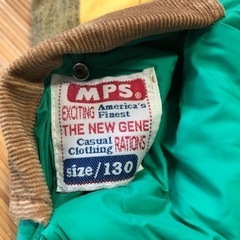 MPS.
EXCITING America's Finest
THE NEW GENE
Casual Clothing RATIONS
size/130